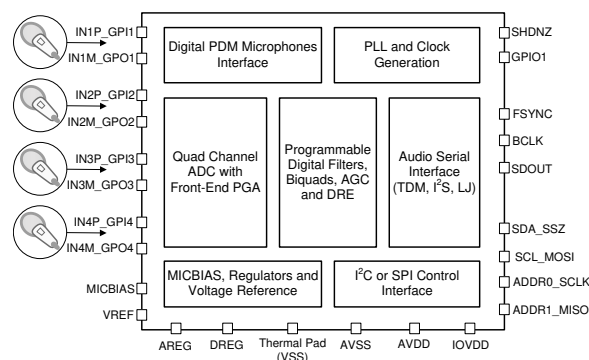 IN1P_GPI1
IN1M_GPO1
IN2P_GPI2
IN2M_GPO2
IN3P_GPI3
IN3M_GPO3
IN4P_GPI4
IN4M_GPO4
MICBIAS
VREF
Digital PDM Microphones
Interface
PLL and Clock
Generation
Quad Channel
ADC with
Front-End PGA
Programmable
Digital Filters,
Biquads, AGC
and DRE
Audio Serial
Interface
(TDM, I²S, LJ)
MICBIAS, Regulators and
Voltage Reference
I²C or SPI Control
Interface
SHDNZ
GPIO1
FSYNC
BCLK
SDOUT
SDA_SSZ
SCL_MOSI
ADDR0_SCLK
ADDR1_MISO
AREG
DREG
Thermal Pad
(VSS)
AVSS
AVDD
IOVDD